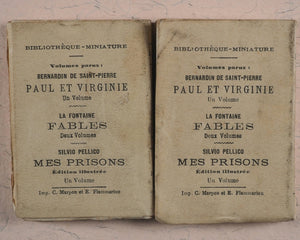 BIBLIOTHÈQUE-MINIATURE
Volumes parus :
BERNARDIN DE SAINT-PIERRE
PAUL ET VIRGINIE
Un Volume
LA FONTAINE
FABLES
Deux Volumes
SILVIO PELLICO
MES PRISONS
Édition illustrée
Un Volume
Imp. C. Marpon et E. Flammarion
BIBLIOTHÈQUE-MINIATURE
Volumes parus :
BERNARDIN DE SAINT-PIERRE
PAUL ET VIRGINIE
Un Volume
LA FONTAINE
FABLES
Deux Volumes
SILVIO PELLICO
MES PRISONS
Édition illustrée
Un Volume
Imp. C. Marpon et E. Flammarion